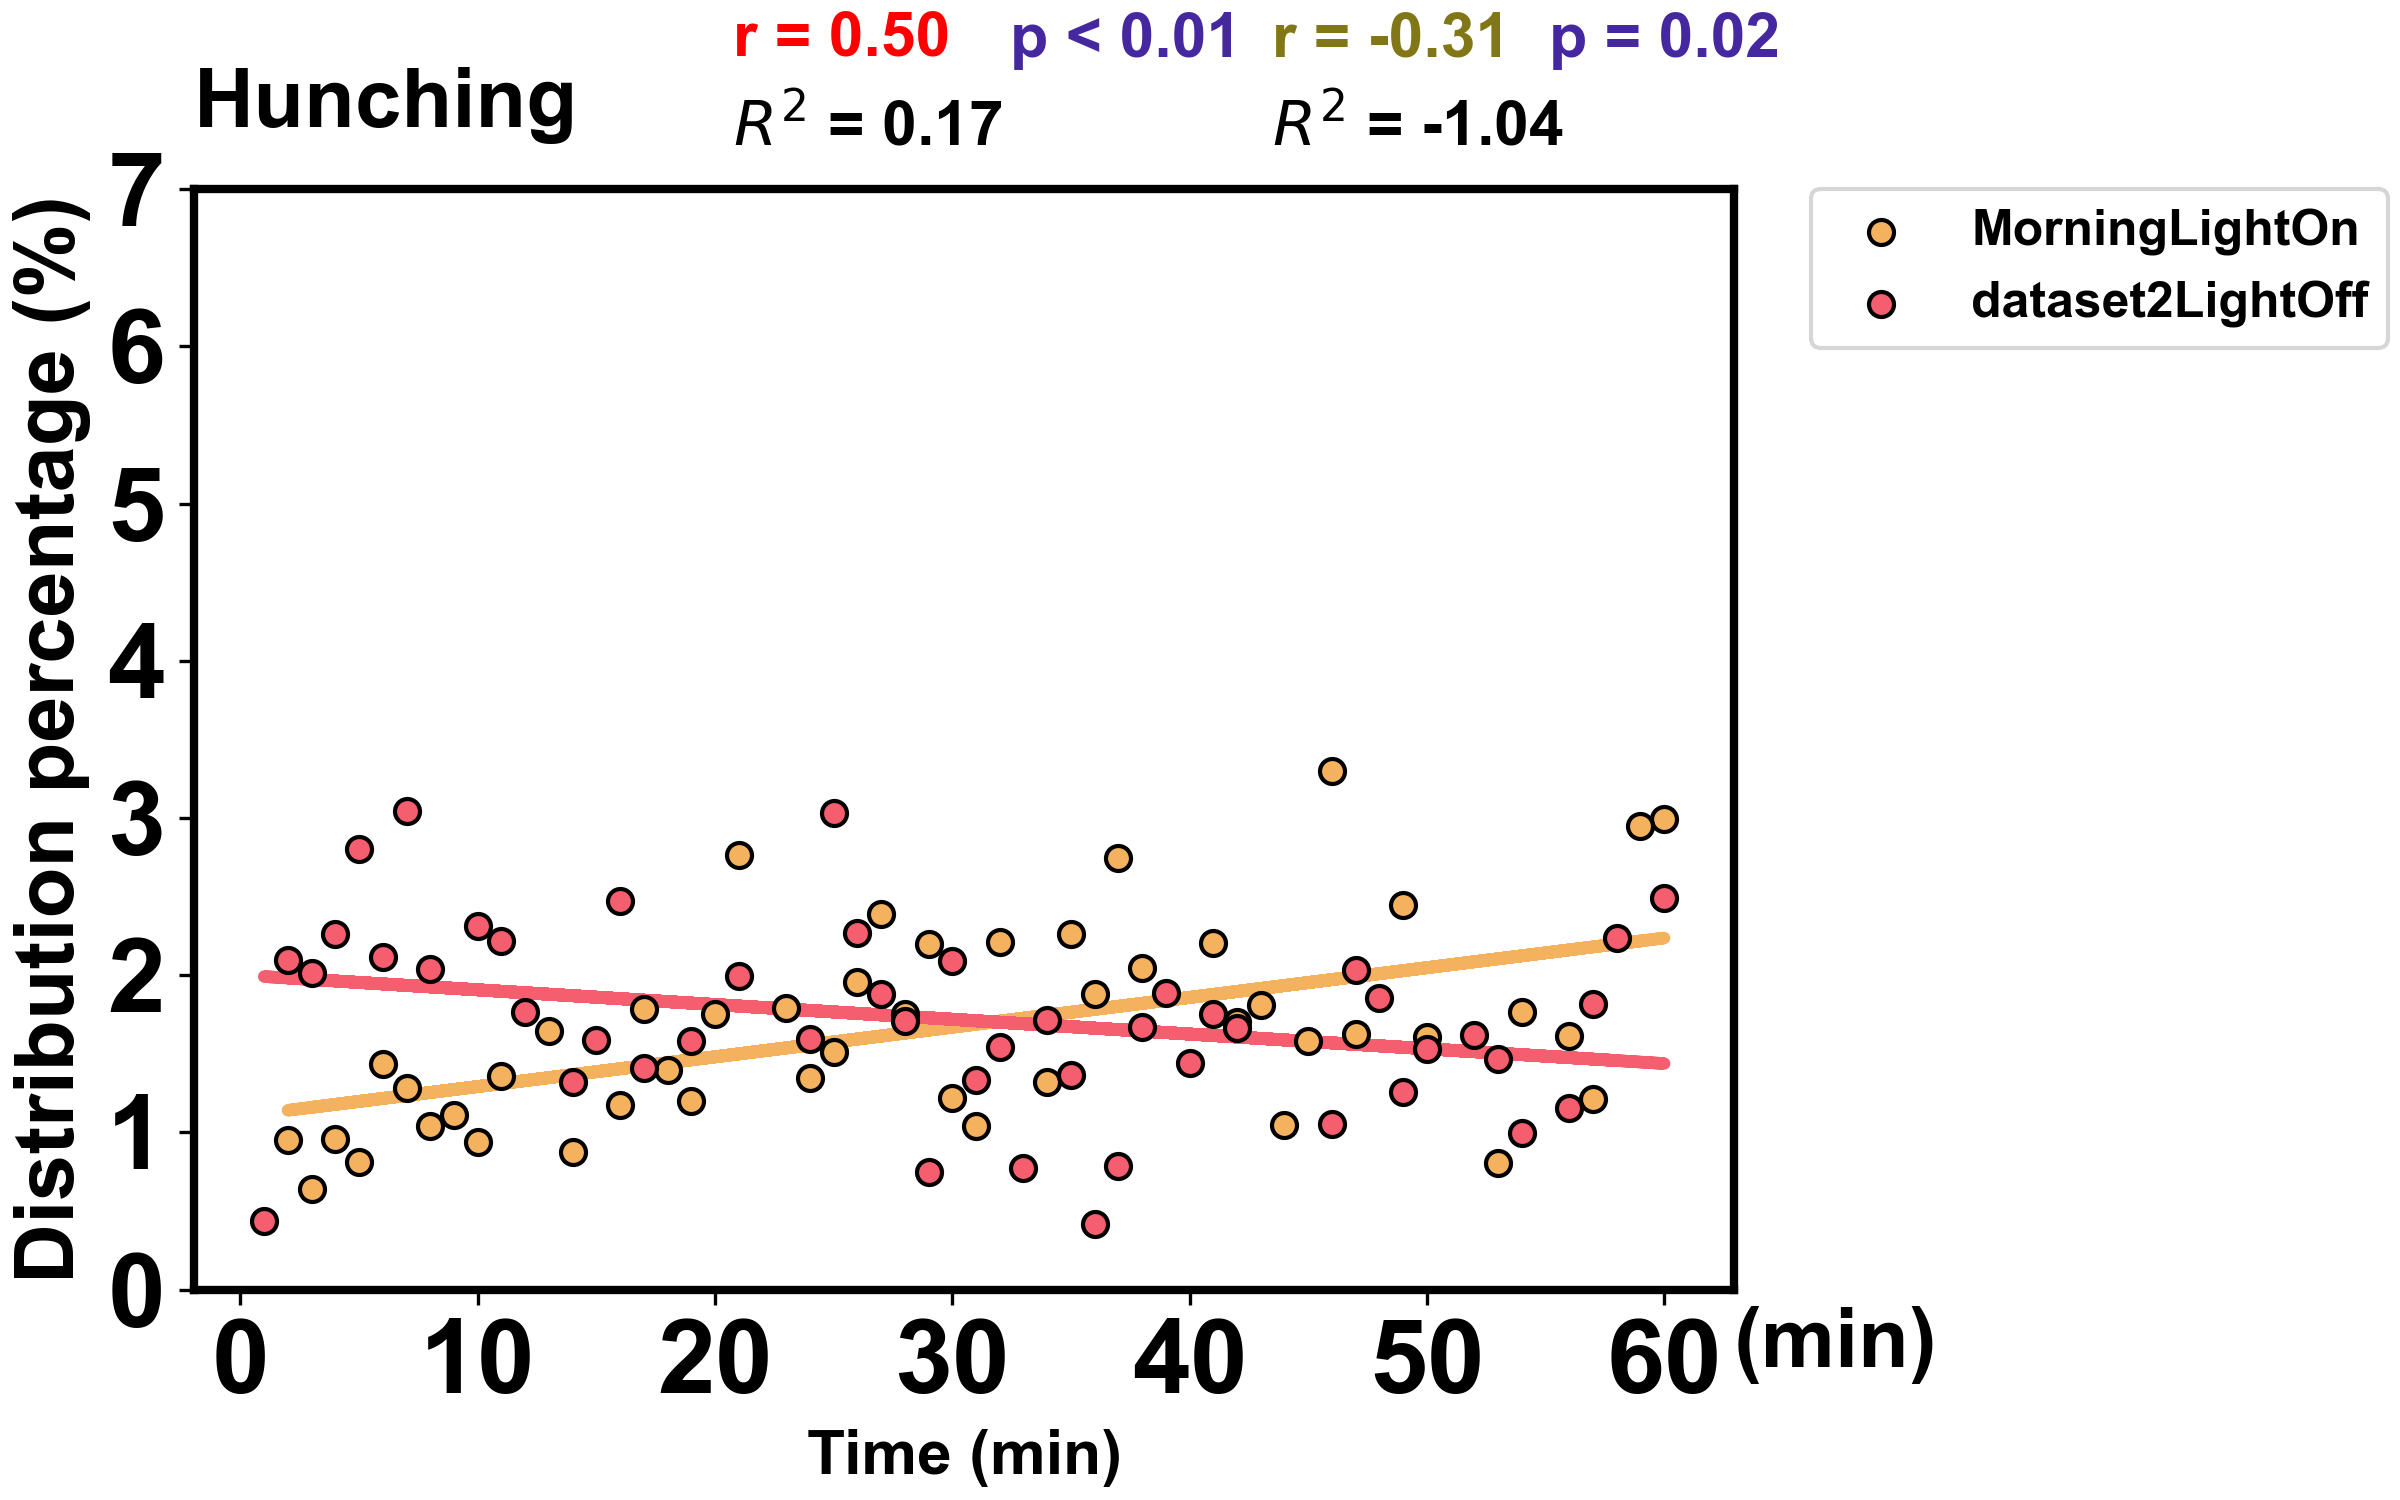 r = 0.50 p < 0.01 r = -0.31 p = 0.02
Hunching
R² = 0.17 R² = -1.04
Distribution percentage (%)
7
6
5
4
3
2
1
0
0 10 20 30 40 50 60 (min)
Time (min)
MorningLightOn
dataset2LightOff